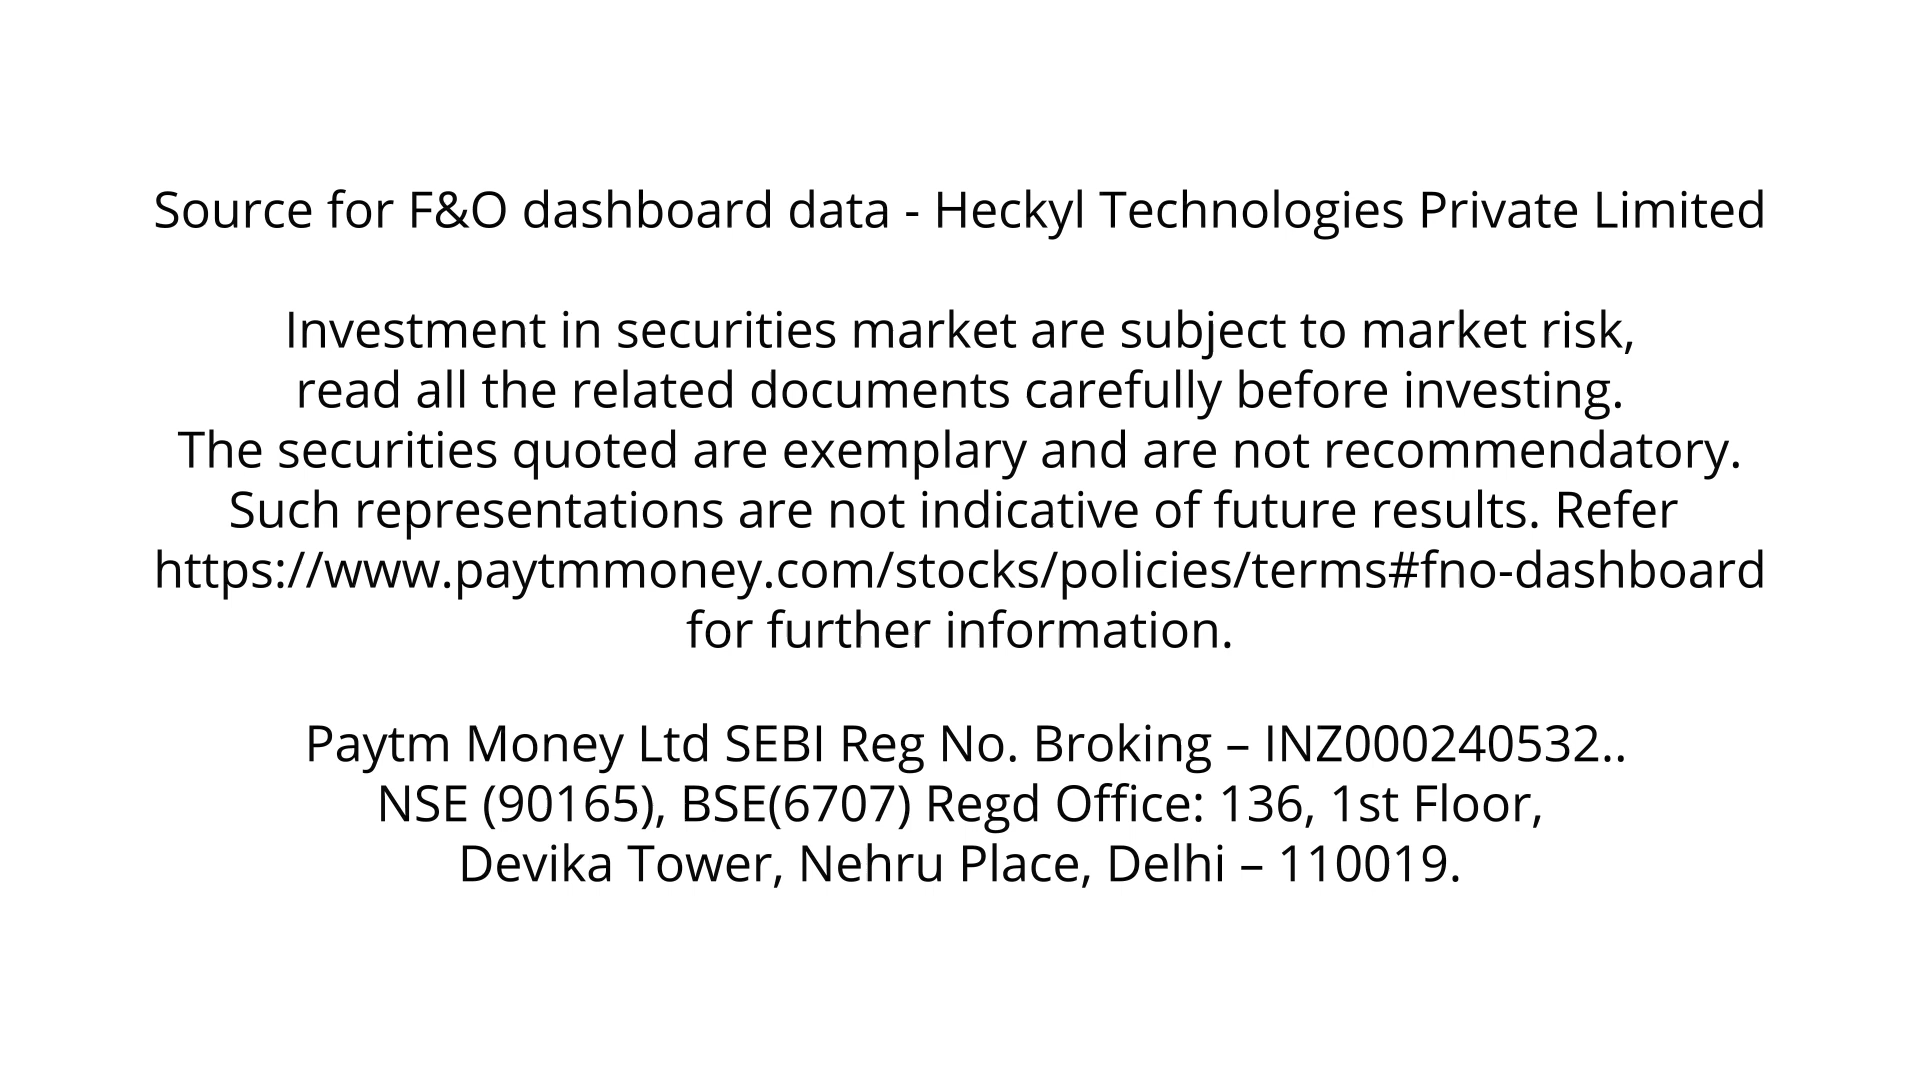 Source for F&O dashboard data - Heckyl Technologies Private Limited
Investment in securities market are subject to market risk,
read all the related documents carefully before investing.
The securities quoted are exemplary and are not recommendatory.
Such representations are not indicative of future results. Refer
https://www.paytmmoney.com/stocks/policies/terms#fno-dashboard
for further information.
Paytm Money Ltd SEBI Reg No. Broking – INZ000240532..
NSE (90165), BSE(6707) Regd Office: 136, 1st Floor,
Devika Tower, Nehru Place, Delhi – 110019.